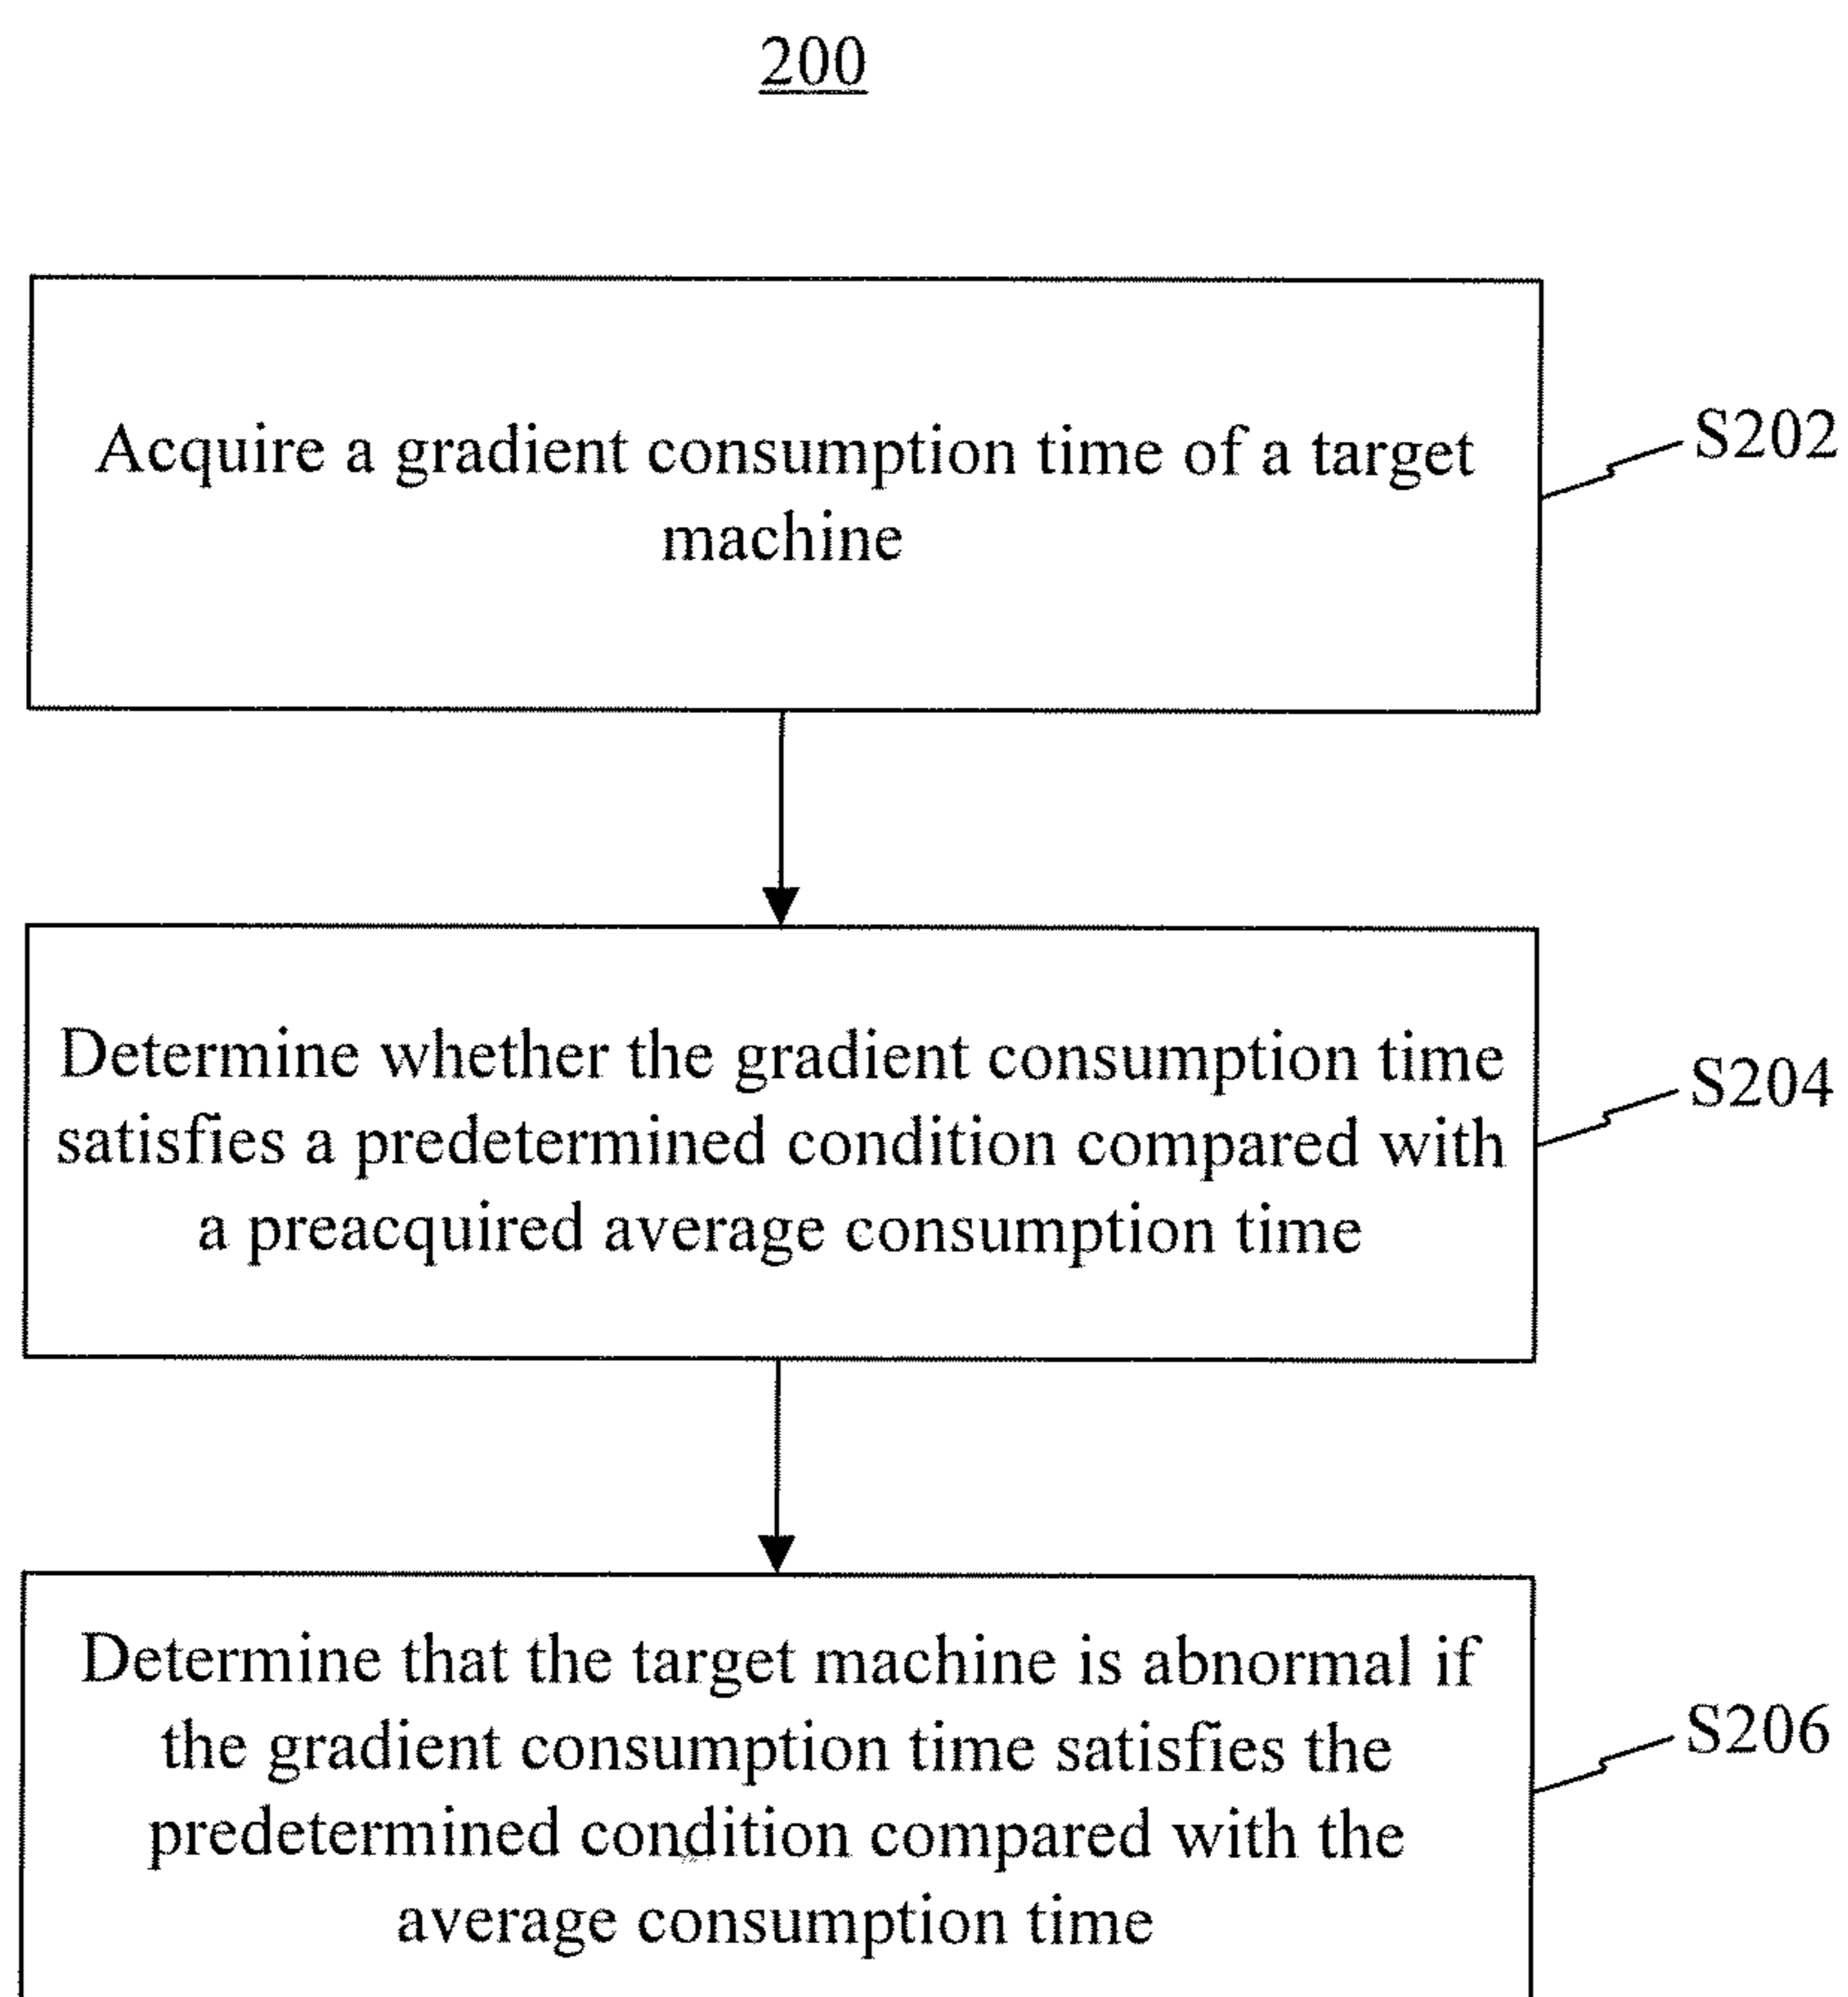 200
Acquire a gradient consumption time of a target
machine
S202
Determine whether the gradient consumption time
satisfies a predetermined condition compared with
a preacquired average consumption time
S204
Determine that the target machine is abnormal if
the gradient consumption time satisfies the
predetermined condition compared with the
average consumption time
S206